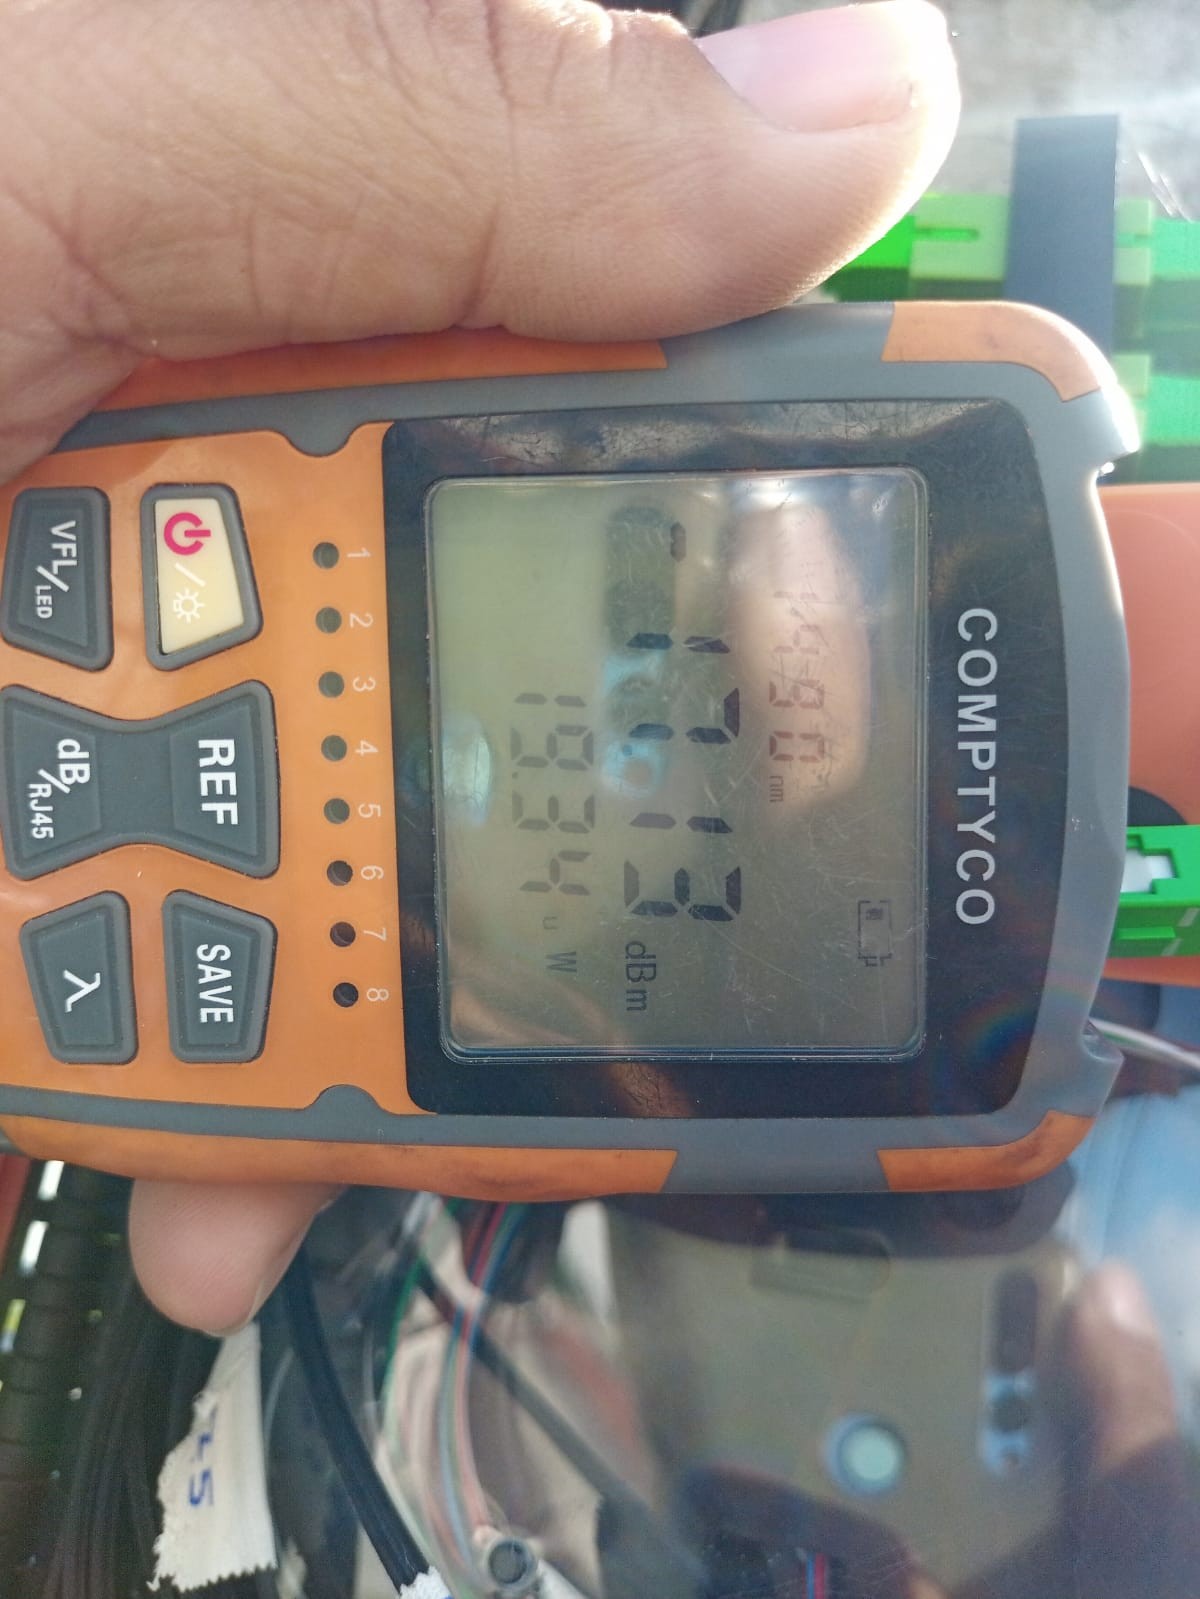 COMPTYCO
1490 nm
-17.13 dBm
19.34 uW
1 2 3 4 5 6 7 8
REF SAVE
VFL/LED dB/RJ45 λ